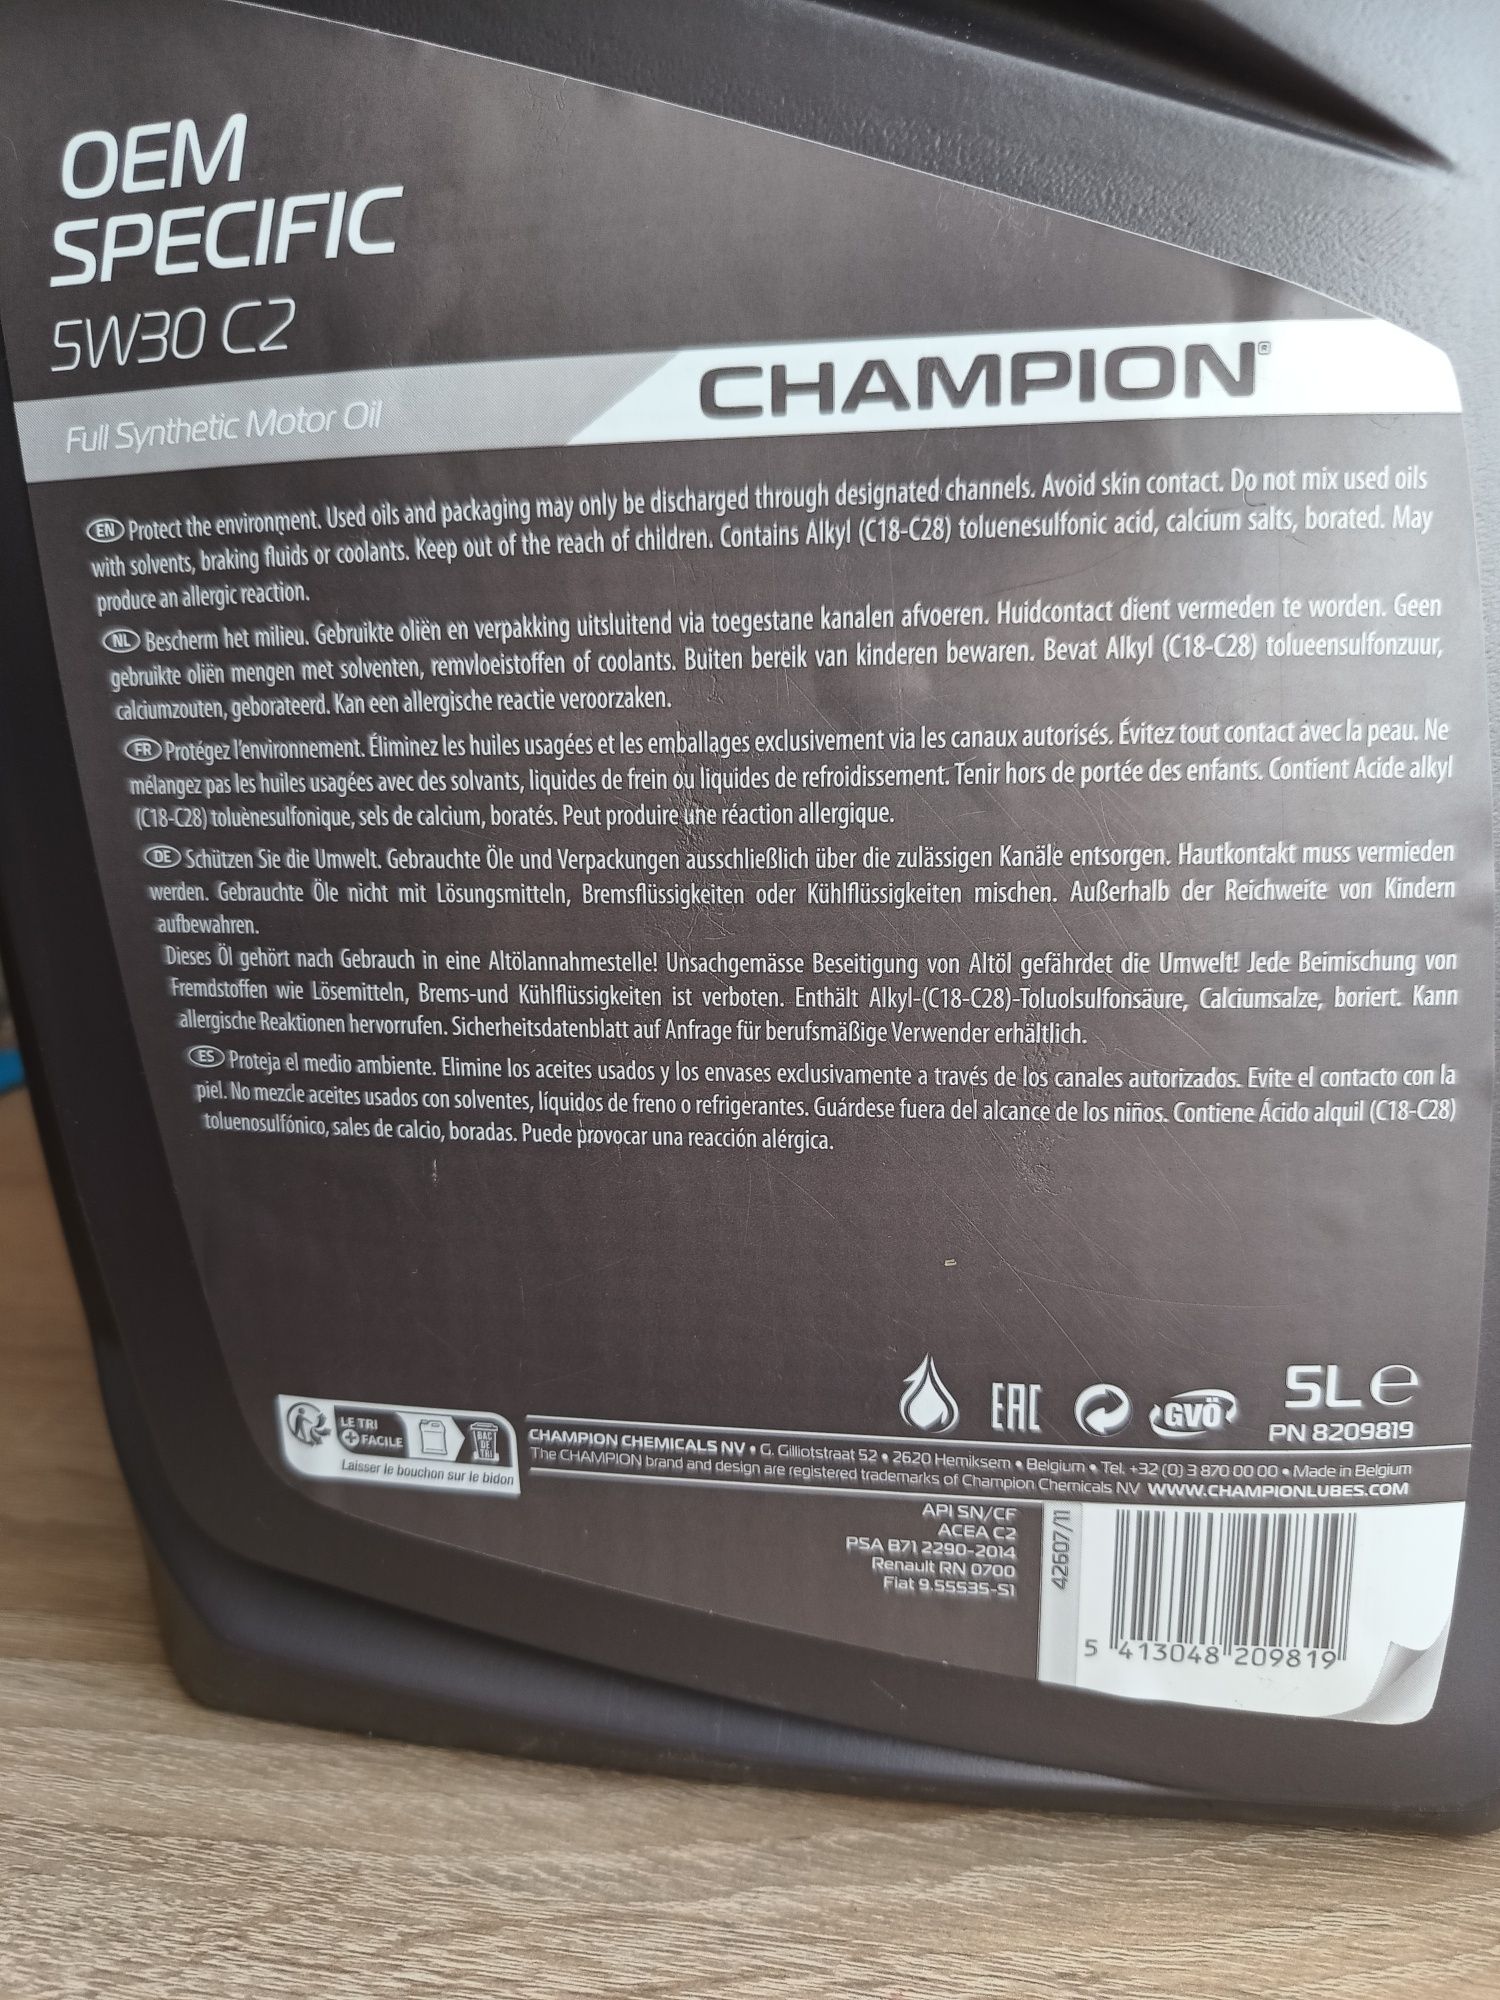 OEM
SPECIFIC
5W30 C2
Full Synthetic Motor Oil
CHAMPION®
EN Protect the environment. Used oils and packaging may only be discharged through designated channels. Avoid skin contact. Do not mix used oils
with solvents, braking fluids or coolants. Keep out of the reach of children. Contains Alkyl (C18-C28) toluenesulfonic acid, calcium salts, borated. May
produce an allergic reaction.
NL Bescherm het milieu. Gebruikte oliën en verpakking uitsluitend via toegestane kanalen afvoeren. Huidcontact dient vermeden te worden. Geen
gebruikte oliën mengen met solventen, remvloeistoffen of coolants. Buiten bereik van kinderen bewaren. Bevat Alkyl (C18-C28) tolueensulfonzuur,
calciumzouten, geborateerd. Kan een allergische reactie veroorzaken.
FR Protégez l'environnement. Éliminez les huiles usagées et les emballages exclusivement via les canaux autorisés. Évitez tout contact avec la peau. Ne
mélangez pas les huiles usagées avec des solvants, liquides de frein ou liquides de refroidissement. Tenir hors de portée des enfants. Contient Acide alkyl
(C18-C28) toluènesulfonique, sels de calcium, boratés. Peut produire une réaction allergique.
DE Schützen Sie die Umwelt. Gebrauchte Öle und Verpackungen ausschließlich über die zulässigen Kanäle entsorgen. Hautkontakt muss vermieden
werden. Gebrauchte Öle nicht mit Lösungsmitteln, Bremsflüssigkeiten oder Kühlflüssigkeiten mischen. Außerhalb der Reichweite von Kindern
aufbewahren.
Dieses Öl gehört nach Gebrauch in eine Altölannahmestelle! Unsachgemässe Beseitigung von Altöl gefährdet die Umwelt! Jede Beimischung von
Fremdstoffen wie Lösemitteln, Brems-und Kühlflüssigkeiten ist verboten. Enthält Alkyl-(C18-C28)-Toluolsulfonsäure, Calciumsalze, boriert. Kann
allergische Reaktionen hervorrufen. Sicherheitsdatenblatt auf Anfrage für berufsmäßige Verwender erhältlich.
ES Proteja el medio ambiente. Elimine los aceites usados y los envases exclusivamente a través de los canales autorizados. Evite el contacto con la
piel. No mezcle aceites usados con solventes, líquidos de freno o refrigerantes. Guárdese fuera del alcance de los niños. Contiene Ácido alquil (C18-C28)
toluenosulfónico, sales de calcio, boradas. Puede provocar una reacción alérgica.
EAC
GVÖ
5L e
PN 8209819
LE TRI
+ FACILE
BAC
DE
TRI
Laisser le bouchon sur le bidon
CHAMPION CHEMICALS NV • G. Gilliotstraat 52 • 2620 Hemiksem • Belgium • Tel. +32 (0) 3 870 00 00 • Made in Belgium
The CHAMPION brand and design are registered trademarks of Champion Chemicals NV WWW.CHAMPIONLUBES.COM
API SN/CF
ACEA C2
PSA B71 2290-2014
Renault RN 0700
Fiat 9.55535-S1
42607/11
5 413048 209819